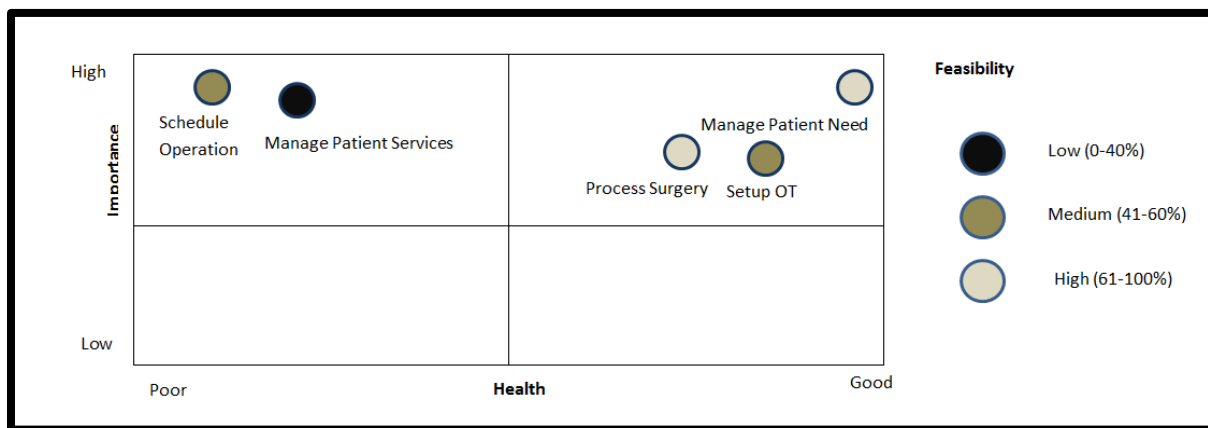 High
Feasibility
Schedule
Operation
Manage Patient Services
Manage Patient Need
Process Surgery
Setup OT
Importance
Low (0-40%)
Medium (41-60%)
High (61-100%)
Low
Poor
Health
Good